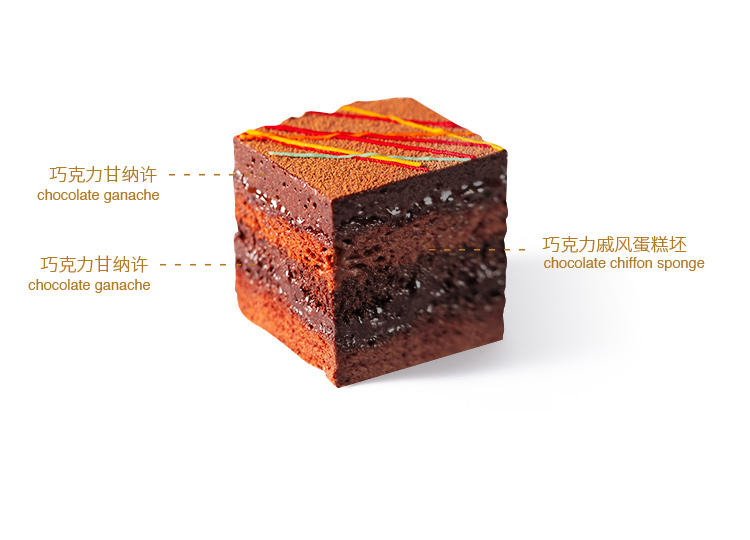 巧克力甘纳许
chocolate ganache
巧克力甘纳许
chocolate ganache
巧克力戚风蛋糕坯
chocolate chiffon sponge